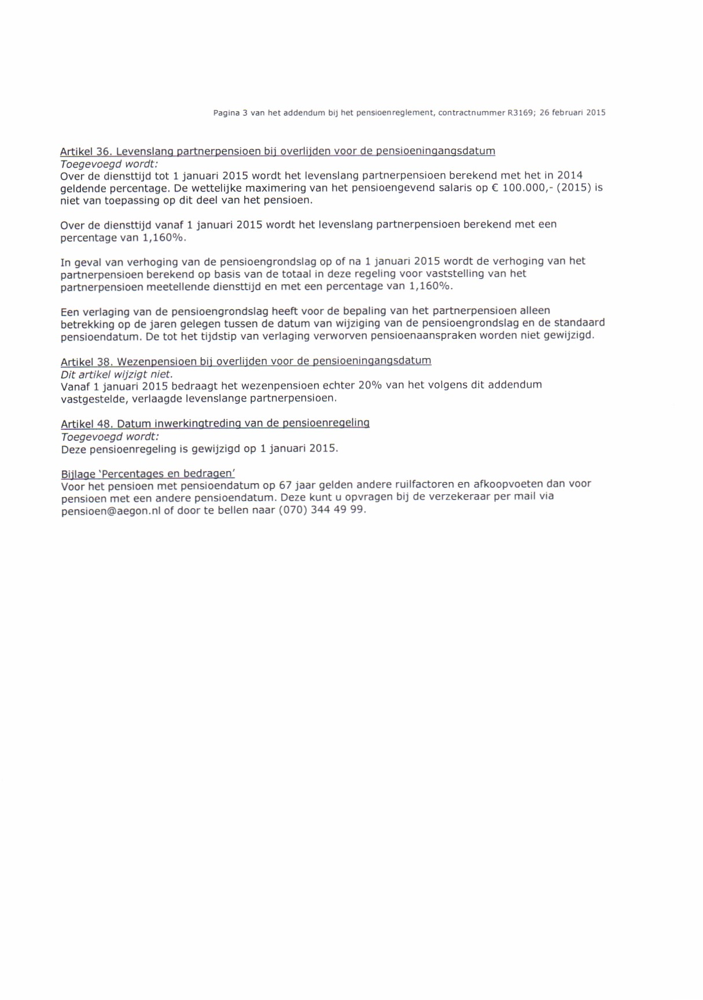 Pagina 3 van het addendum bij het pensioenreglement, contractnummer R3169; 26 februari 2015
Artikel 36. Levenslang partnerpensioen bij overlijden voor de pensioeningangsdatum
Toegevoegd wordt:
Over de diensttijd tot 1 januari 2015 wordt het levenslang partnerpensioen berekend met het in 2014
geldende percentage. De wettelijke maximering van het pensioengevend salaris op € 100.000,- (2015) is
niet van toepassing op dit deel van het pensioen.
Over de diensttijd vanaf 1 januari 2015 wordt het levenslang partnerpensioen berekend met een
percentage van 1,160%.
In geval van verhoging van de pensioengrondslag op of na 1 januari 2015 wordt de verhoging van het
partnerpensioen berekend op basis van de totaal in deze regeling voor vaststelling van het
partnerpensioen meetellende diensttijd en met een percentage van 1,160%.
Een verlaging van de pensioengrondslag heeft voor de bepaling van het partnerpensioen alleen
betrekking op de jaren gelegen tussen de datum van wijziging van de pensioengrondslag en de standaard
pensioendatum. De tot het tijdstip van verlaging verworven pensioenaanspraken worden niet gewijzigd.
Artikel 38. Wezenpensioen bij overlijden voor de pensioeningangsdatum
Dit artikel wijzigt niet.
Vanaf 1 januari 2015 bedraagt het wezenpensioen echter 20% van het volgens dit addendum
vastgestelde, verlaagde levenslange partnerpensioen.
Artikel 48. Datum inwerkingtreding van de pensioenregeling
Toegevoegd wordt:
Deze pensioenregeling is gewijzigd op 1 januari 2015.
Bijlage 'Percentages en bedragen'
Voor het pensioen met pensioendatum op 67 jaar gelden andere ruilfactoren en afkoopvoeten dan voor
pensioen met een andere pensioendatum. Deze kunt u opvragen bij de verzekeraar per mail via
pensioen@aegon.nl of door te bellen naar (070) 344 49 99.